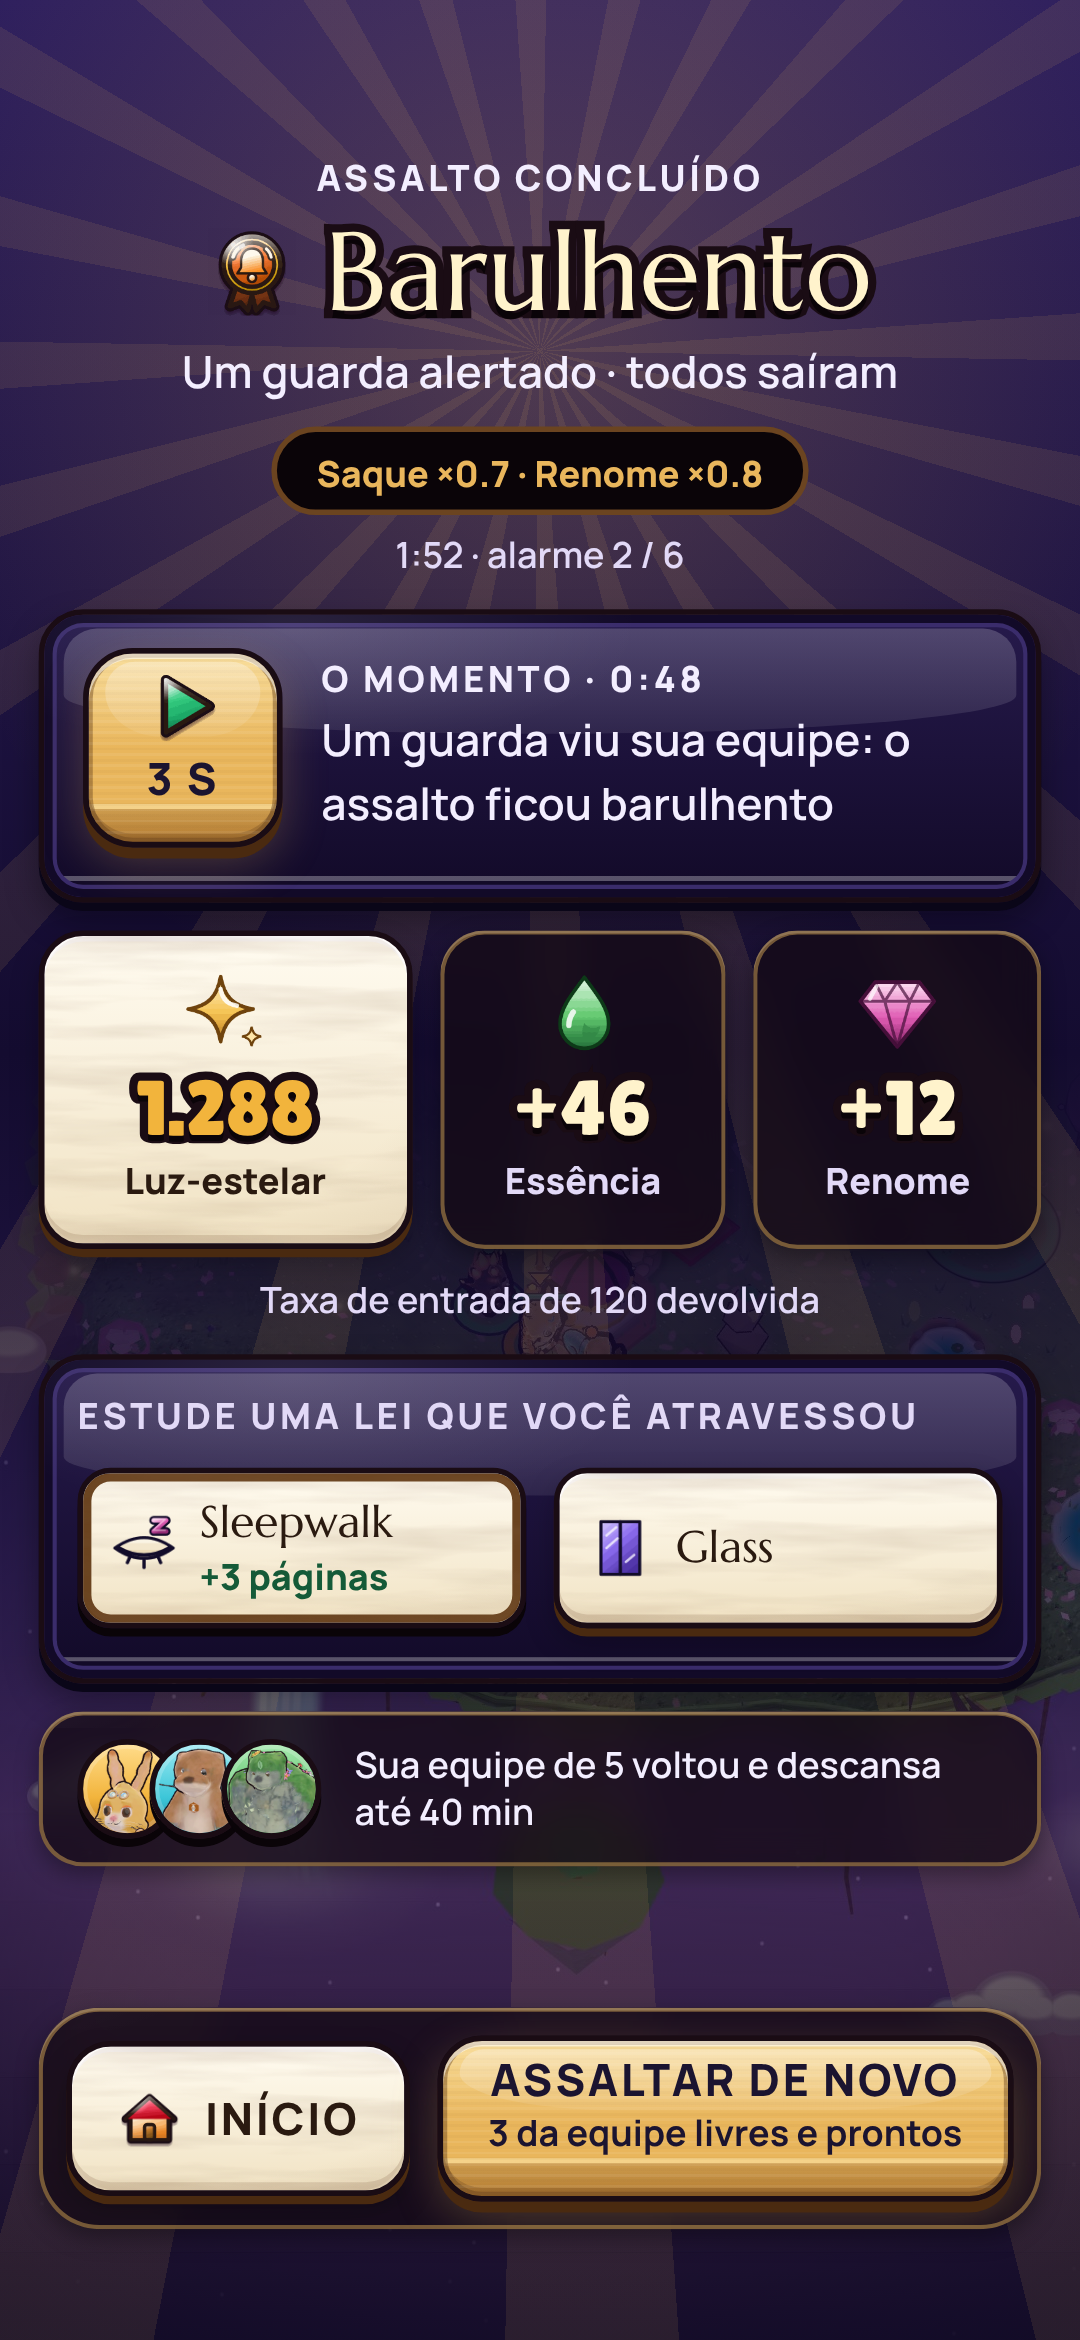 ASSALTO CONCLUÍDO
Barulhento
Um guarda alertado · todos saíram
Saque ×0.7 · Renome ×0.8
1:52 · alarme 2 / 6
3 S
O MOMENTO · 0:48
Um guarda viu sua equipe: o
assalto ficou barulhento
1.288
Luz-estelar
+46
Essência
+12
Renome
Taxa de entrada de 120 devolvida
ESTUDE UMA LEI QUE VOCÊ ATRAVESSOU
Sleepwalk
+3 páginas
Glass
Sua equipe de 5 voltou e descansa
até 40 min
INÍCIO
ASSALTAR DE NOVO
3 da equipe livres e prontos